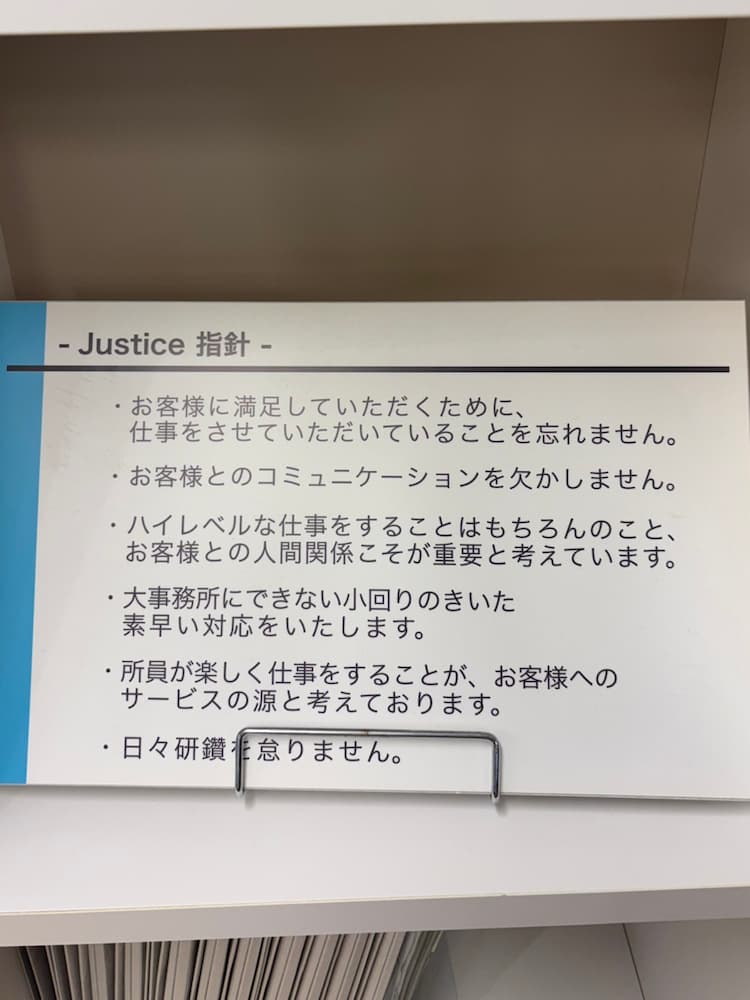 - Justice 指針 -
・お客様に満足していただくために、
仕事をさせていただいていることを忘れません。
・お客様とのコミュニケーションを欠かしません。
・ハイレベルな仕事をすることはもちろんのこと、
お客様との人間関係こそが重要と考えています。
・大事務所にできない小回りのきいた
素早い対応をいたします。
・所員が楽しく仕事をすることが、お客様への
サービスの源と考えております。
・日々研鑽を怠りません。